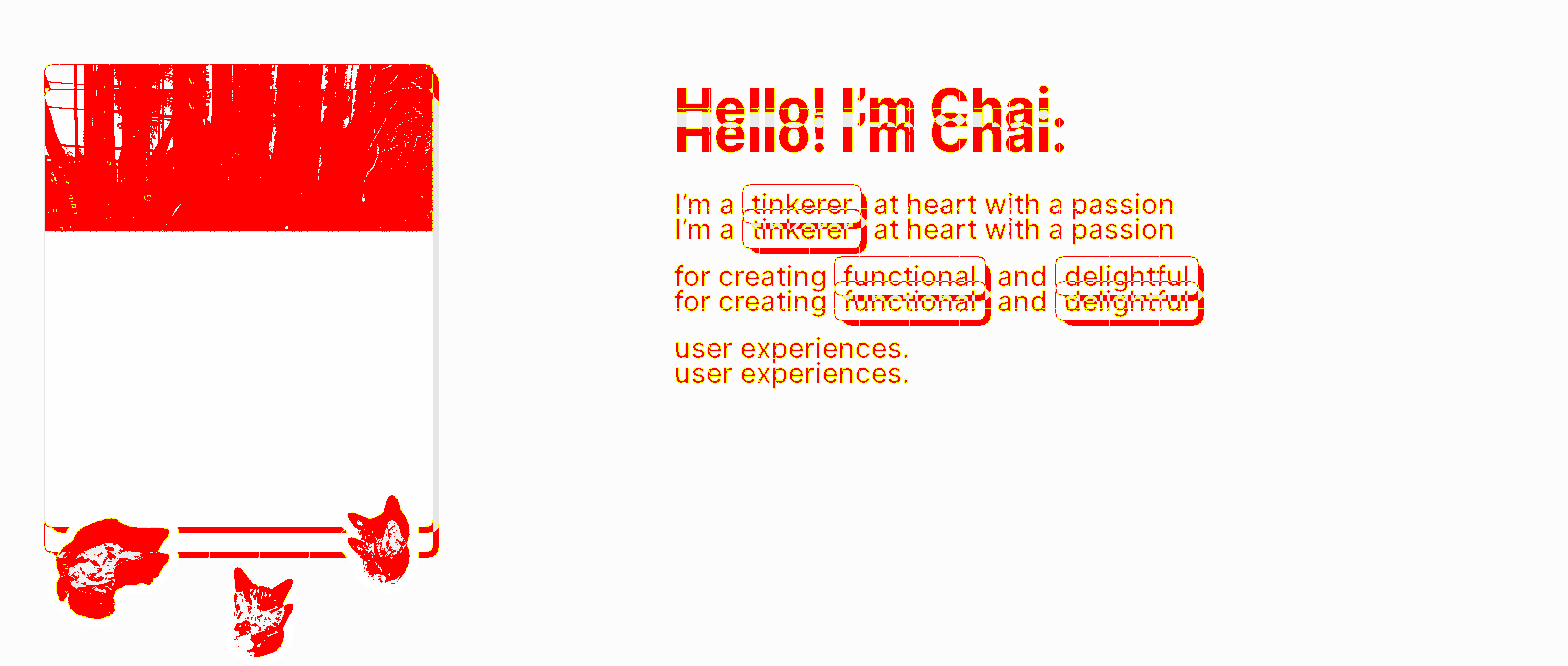 Hello! I'm Chai.
Hello! I'm Chai.
I'm a tinkerer at heart with a passion
I'm a tinkerer at heart with a passion
for creating functional and delightful
for creating functional and delightful
user experiences.
user experiences.